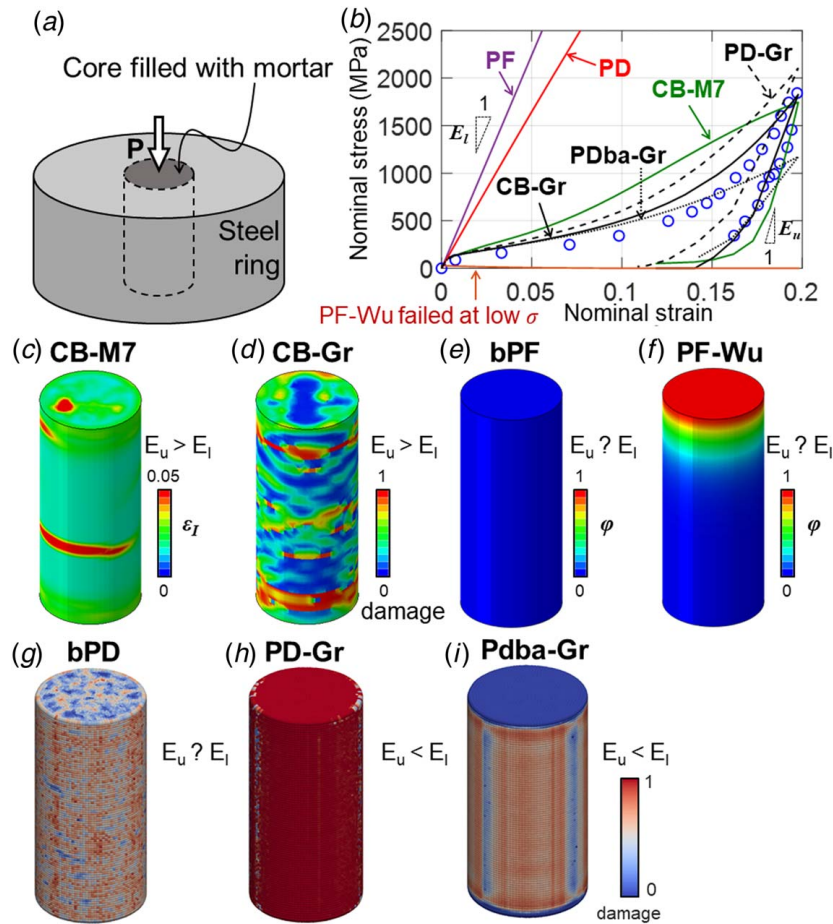 (a)
Core filled with mortar
P
Steel
ring
(b)
Nominal stress (MPa)
2500
2000
1500
1000
500
0
0 0.05 0.1 0.15 0.2
Nominal strain
PF
PD
PD-Gr
CB-M7
1
E_l
PDba-Gr
CB-Gr
E_u
1
PF-Wu failed at low σ
(c) CB-M7
E_u > E_l
0.05
ε_I
0
(d) CB-Gr
E_u > E_l
1
0
damage
(e) bPF
E_u ? E_l
1
φ
0
(f) PF-Wu
E_u ? E_l
1
φ
0
(g) bPD
E_u ? E_l
(h) PD-Gr
E_u < E_l
(i) Pdba-Gr
E_u < E_l
1
0
damage